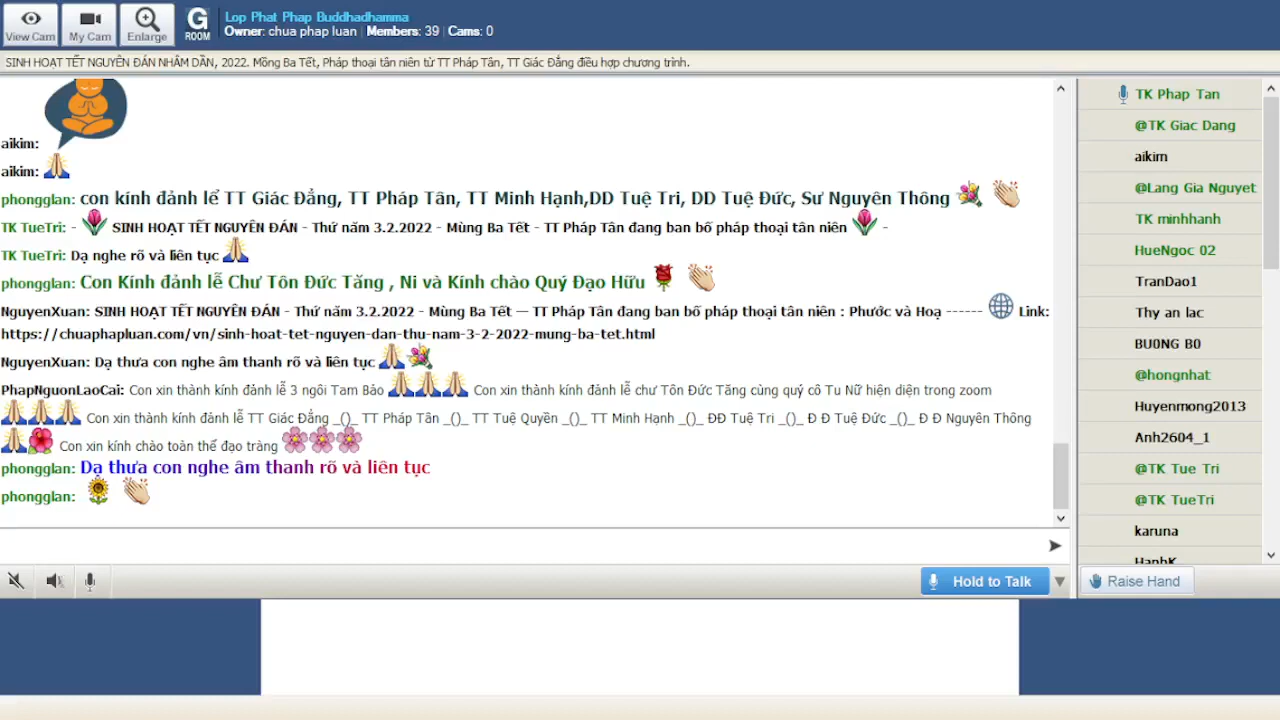 View Cam
My Cam
Enlarge
G
ROOM
Lop Phat Phap Buddhadhamma
Owner: chua phap luan | Members: 39 | Cams: 0
SINH HOẠT TẾT NGUYÊN ĐÁN NHÂM DẦN, 2022. Mồng Ba Tết, Pháp thoại tân niên từ TT Pháp Tân, TT Giác Đẳng điều hợp chương trình.
aikim:
aikim:
phongglan: con kính đảnh lể TT Giác Đẳng, TT Pháp Tân, TT Minh Hạnh,DD Tuệ Tri, DD Tuệ Đức, Sư Nguyên Thông
TK TueTri: - SINH HOẠT TẾT NGUYÊN ĐÁN - Thứ năm 3.2.2022 - Mùng Ba Tết - TT Pháp Tân đang ban bố pháp thoại tân niên -
TK TueTri: Dạ nghe rõ và liên tục
phongglan: Con Kính đảnh lễ Chư Tôn Đức Tăng , Ni và Kính chào Quý Đạo Hữu
NguyenXuan: SINH HOẠT TẾT NGUYÊN ĐÁN - Thứ năm 3.2.2022 - Mùng Ba Tết — TT Pháp Tân đang ban bố pháp thoại tân niên : Phước và Hoạ ------ Link:
https://chuaphapluan.com/vn/sinh-hoat-tet-nguyen-dan-thu-nam-3-2-2022-mung-ba-tet.html
NguyenXuan: Dạ thưa con nghe âm thanh rõ và liên tục
PhapNguonLaoCai: Con xin thành kính đảnh lễ 3 ngôi Tam Bảo Con xin thành kính đảnh lễ chư Tôn Đức Tăng cùng quý cô Tu Nữ hiện diện trong zoom
Con xin thành kính đảnh lễ TT Giác Đẳng _()_ TT Pháp Tân _()_ TT Tuệ Quyền _()_ TT Minh Hạnh _()_ ĐĐ Tuệ Tri _()_ Đ Đ Tuệ Đức _()_ Đ Đ Nguyên Thông
Con xin kính chào toàn thể đạo tràng
phongglan: Dạ thưa con nghe âm thanh rõ và liên tục
phongglan:
Hold to Talk
TK Phap Tan
@TK Giac Dang
aikim
@Lang Gia Nguyet
TK minhhanh
HueNgoc 02
TranDao1
Thy an lac
BU0NG B0
@hongnhat
Huyenmong2013
Anh2604_1
@TK Tue Tri
@TK TueTri
karuna
HanhK
Raise Hand